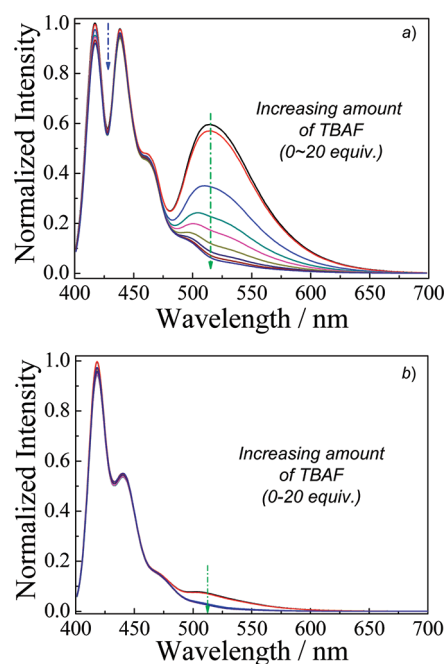 a)
Normalized Intensity
1.0
0.8
0.6
0.4
0.2
0.0
Increasing amount
of TBAF
(0~20 equiv.)
400 450 500 550 600 650 700
Wavelength / nm
b)
Normalized Intensity
1.0
0.8
0.6
0.4
0.2
0.0
Increasing amount
of TBAF
(0-20 equiv.)
400 450 500 550 600 650 700
Wavelength / nm